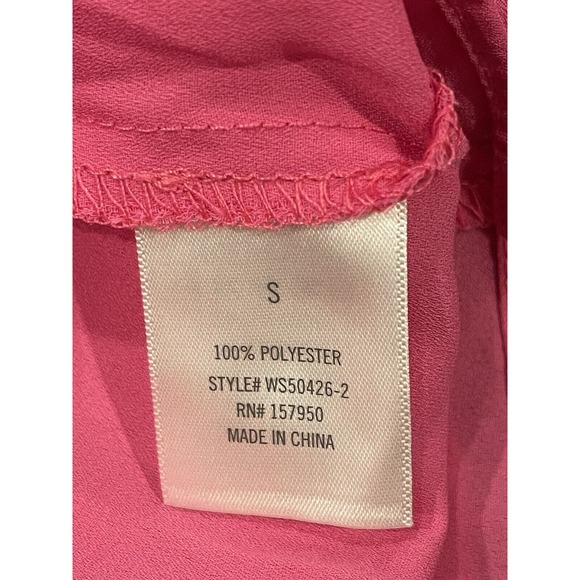 S
100% POLYESTER
STYLE# WS50426-2
RN# 157950
MADE IN CHINA